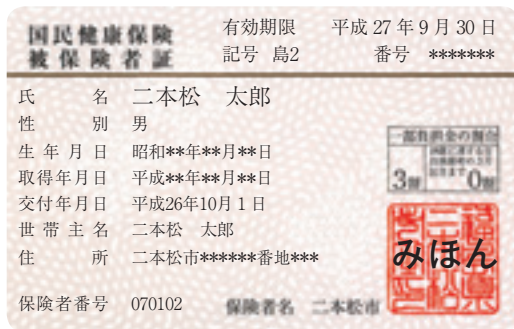 国民健康保険
被保険者証
有効期限 平成 27 年 9 月 30 日
記号 島2 番号 *******
氏名 二本松 太郎
性別 男
生年月日 昭和**年**月**日
取得年月日 平成**年**月**日
交付年月日 平成26年10月1日
世帯主名 二本松 太郎
住所 二本松市******番地***
保険者番号 070102 保険者名 二本松市
一部負担金の割合
3割
0割
みほん